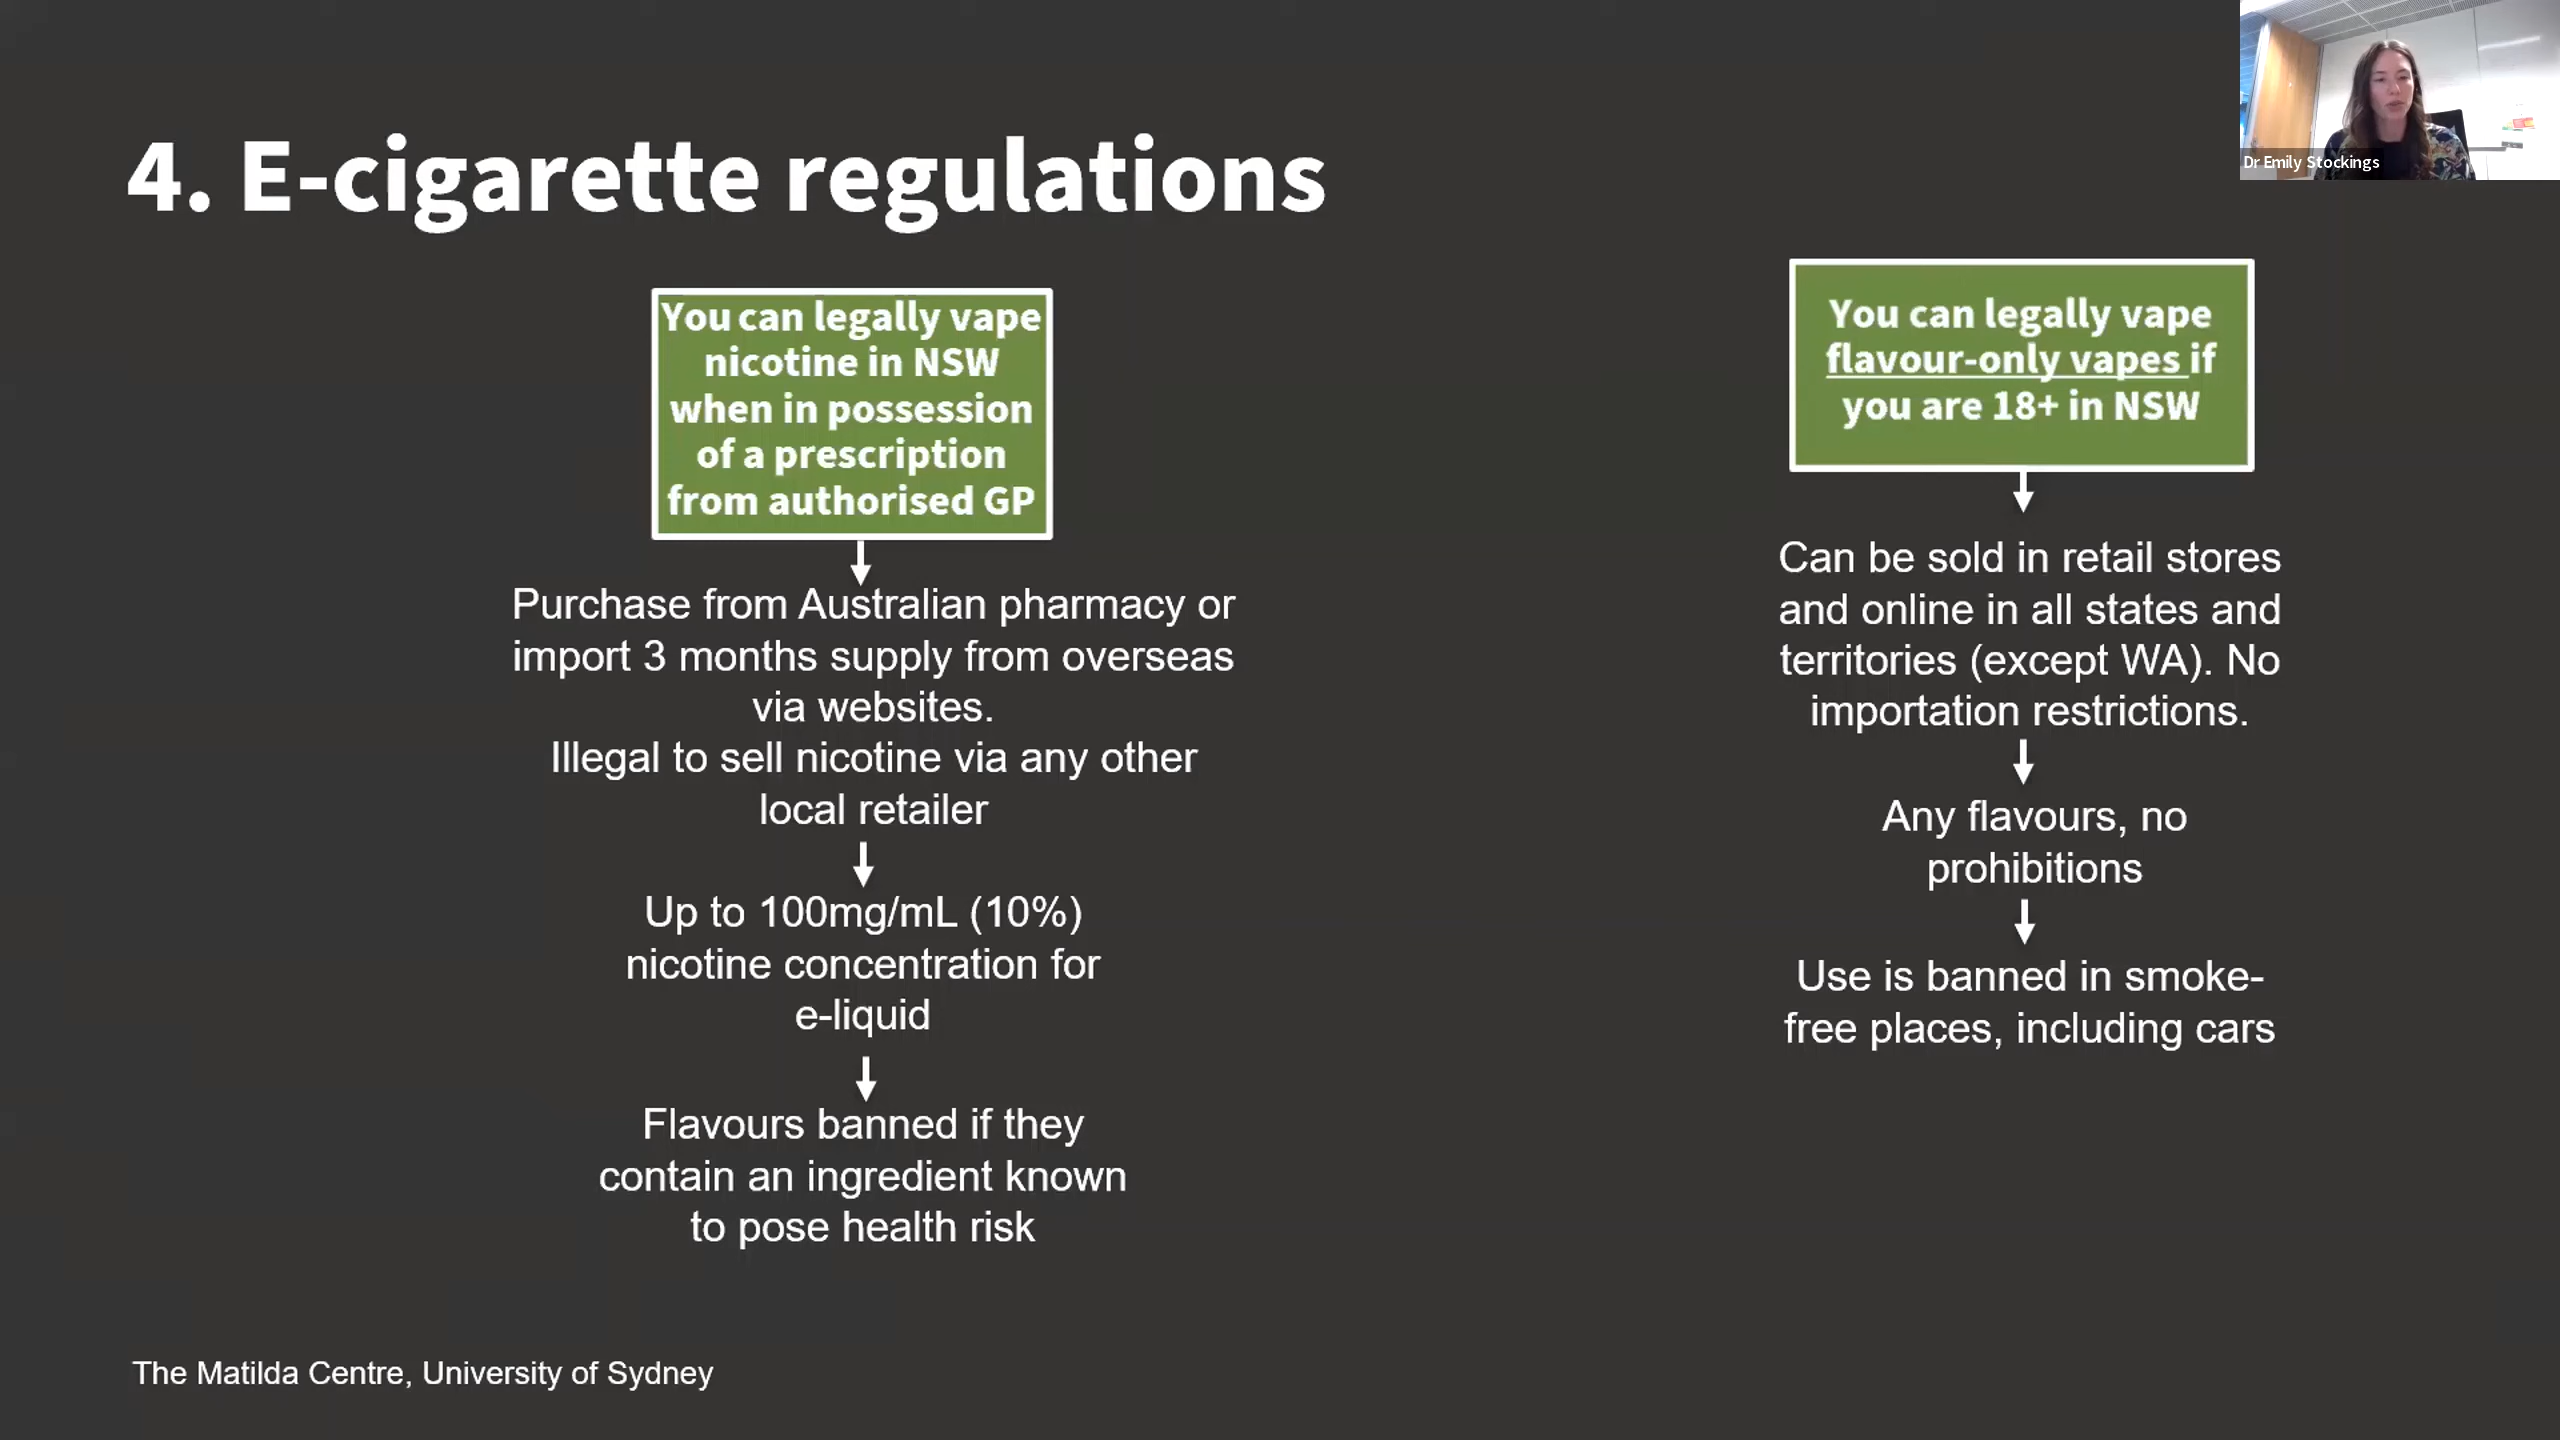 4. E-cigarette regulations
Dr Emily Stockings
You can legally vape
nicotine in NSW
when in possession
of a prescription
from authorised GP
Purchase from Australian pharmacy or
import 3 months supply from overseas
via websites.
Illegal to sell nicotine via any other
local retailer
Up to 100mg/mL (10%)
nicotine concentration for
e-liquid
Flavours banned if they
contain an ingredient known
to pose health risk
You can legally vape
flavour-only vapes if
you are 18+ in NSW
Can be sold in retail stores
and online in all states and
territories (except WA). No
importation restrictions.
Any flavours, no
prohibitions
Use is banned in smoke-
free places, including cars
The Matilda Centre, University of Sydney